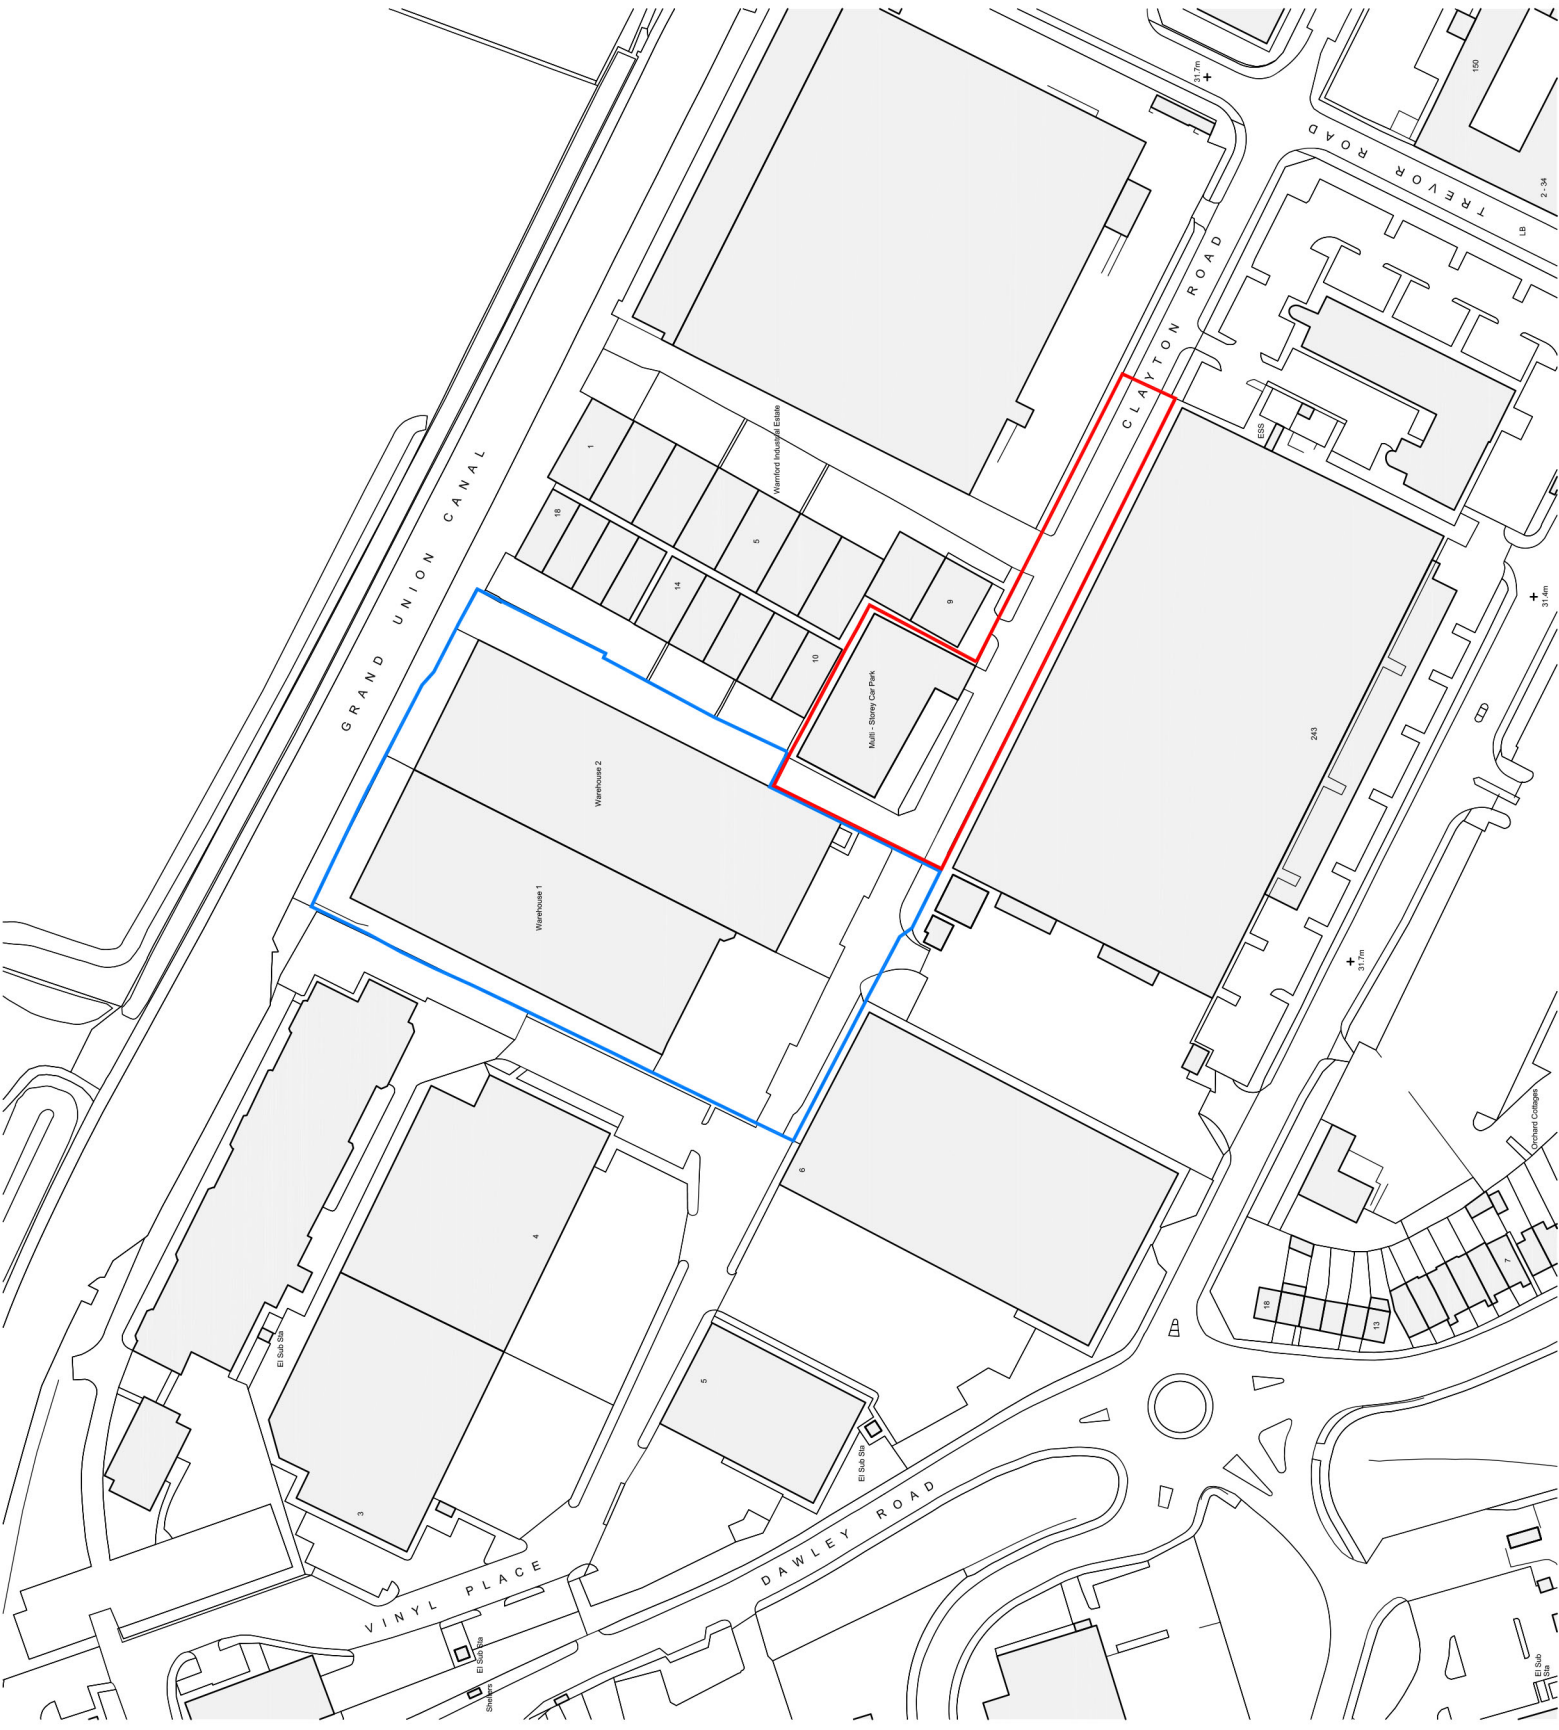 31.7m
150
TREVOR ROAD
2 - 34
LB
CLAYTON ROAD
GRAND UNION CANAL
1
Warnford Industrial Estate
ESS
18
5
14
9
10
31.4m
Multi - Storey Car Park
243
Warehouse 2
Warehouse 1
31.7m
Orchard Cottages
6
4
7
18
13
El Sub Sta
5
El Sub Sta
3
DAWLEY ROAD
VINYL PLACE
El Sub Sta
Shelters
El Sub
Sta